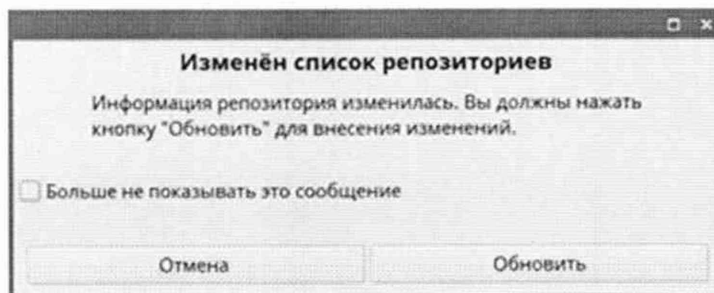 Изменён список репозиториев
Информация репозитория изменилась. Вы должны нажать
кнопку "Обновить" для внесения изменений.
Больше не показывать это сообщение
Отмена
Обновить